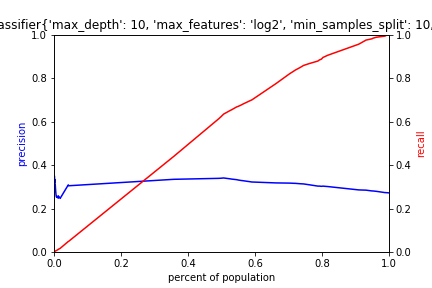 assifier{'max_depth': 10, 'max_features': 'log2', 'min_samples_split': 10,
1.0
0.8
0.6
0.4
0.2
0.0
precision
1.0
0.8
0.6
0.4
0.2
0.0
recall
0.0 0.2 0.4 0.6 0.8 1.0
percent of population